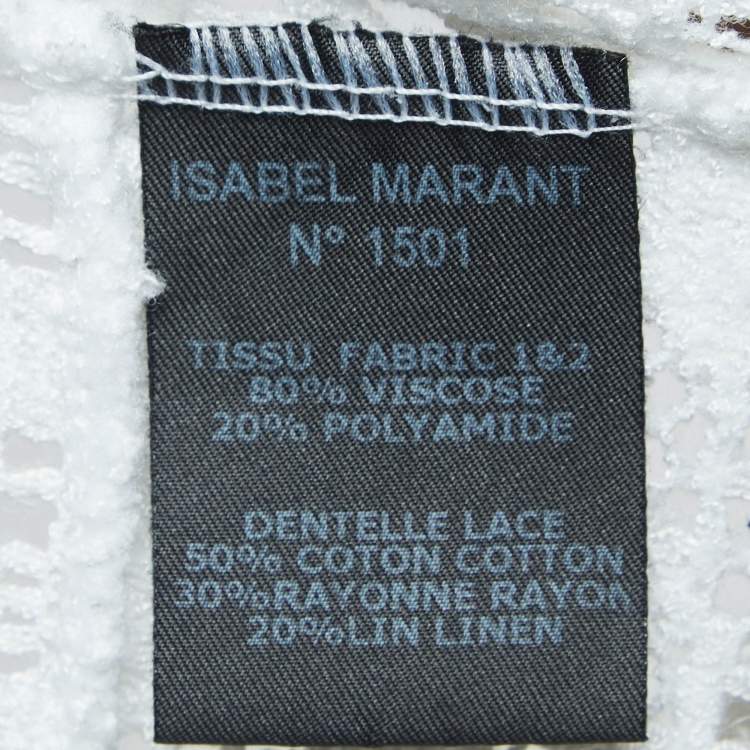 ISABEL MARANT
N° 1501
TISSU FABRIC 1&2
80% VISCOSE
20% POLYAMIDE
DENTELLE LACE
50% COTON COTTON
30%RAYONNE RAYON
20%LIN LINEN